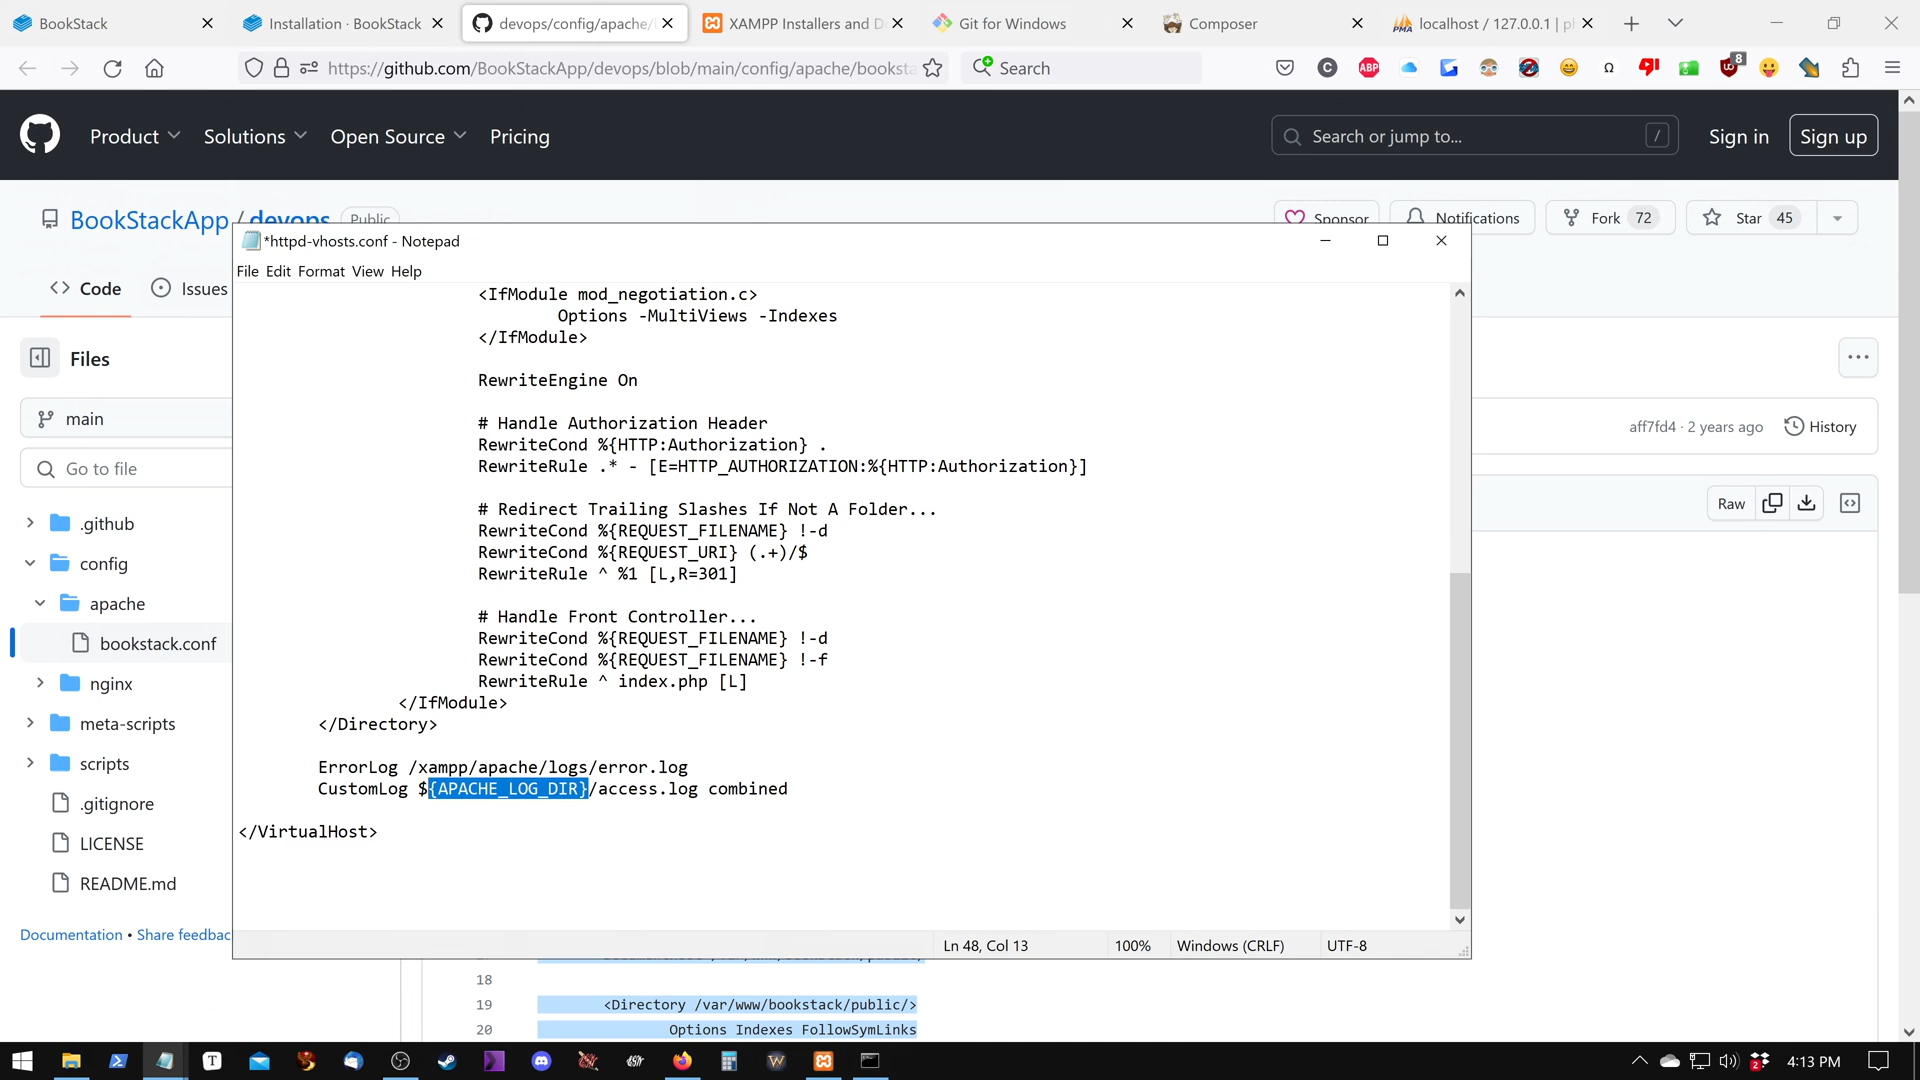 BookStack
Installation · BookStack
devops/config/apache/
XAMPP Installers and D
Git for Windows
Composer
PMA
localhost / 127.0.0.1 | p
https://github.com/BookStackApp/devops/blob/main/config/apache/booksta
Search
C
ABP
Ω
8
Product
Solutions
Open Source
Pricing
Search or jump to...
/
Sign in
Sign up
BookStackApp / devops
Public
Sponsor
Notifications
Fork 72
Star 45
Code
Issues
*httpd-vhosts.conf - Notepad
File Edit Format View Help
<IfModule mod_negotiation.c>
Options -MultiViews -Indexes
</IfModule>
RewriteEngine On
# Handle Authorization Header
RewriteCond %{HTTP:Authorization} .
RewriteRule .* - [E=HTTP_AUTHORIZATION:%{HTTP:Authorization}]
# Redirect Trailing Slashes If Not A Folder...
RewriteCond %{REQUEST_FILENAME} !-d
RewriteCond %{REQUEST_URI} (.+)/$
RewriteRule ^ %1 [L,R=301]
# Handle Front Controller...
RewriteCond %{REQUEST_FILENAME} !-d
RewriteCond %{REQUEST_FILENAME} !-f
RewriteRule ^ index.php [L]
</IfModule>
</Directory>
ErrorLog /xampp/apache/logs/error.log
CustomLog ${APACHE_LOG_DIR}/access.log combined
</VirtualHost>
Ln 48, Col 13
100%
Windows (CRLF)
UTF-8
Files
main
Go to file
.github
config
apache
bookstack.conf
nginx
meta-scripts
scripts
.gitignore
LICENSE
README.md
Documentation • Share feedbac
aff7fd4 · 2 years ago
History
Raw
18
19 <Directory /var/www/bookstack/public/>
20 Options Indexes FollowSymLinks
4:13 PM